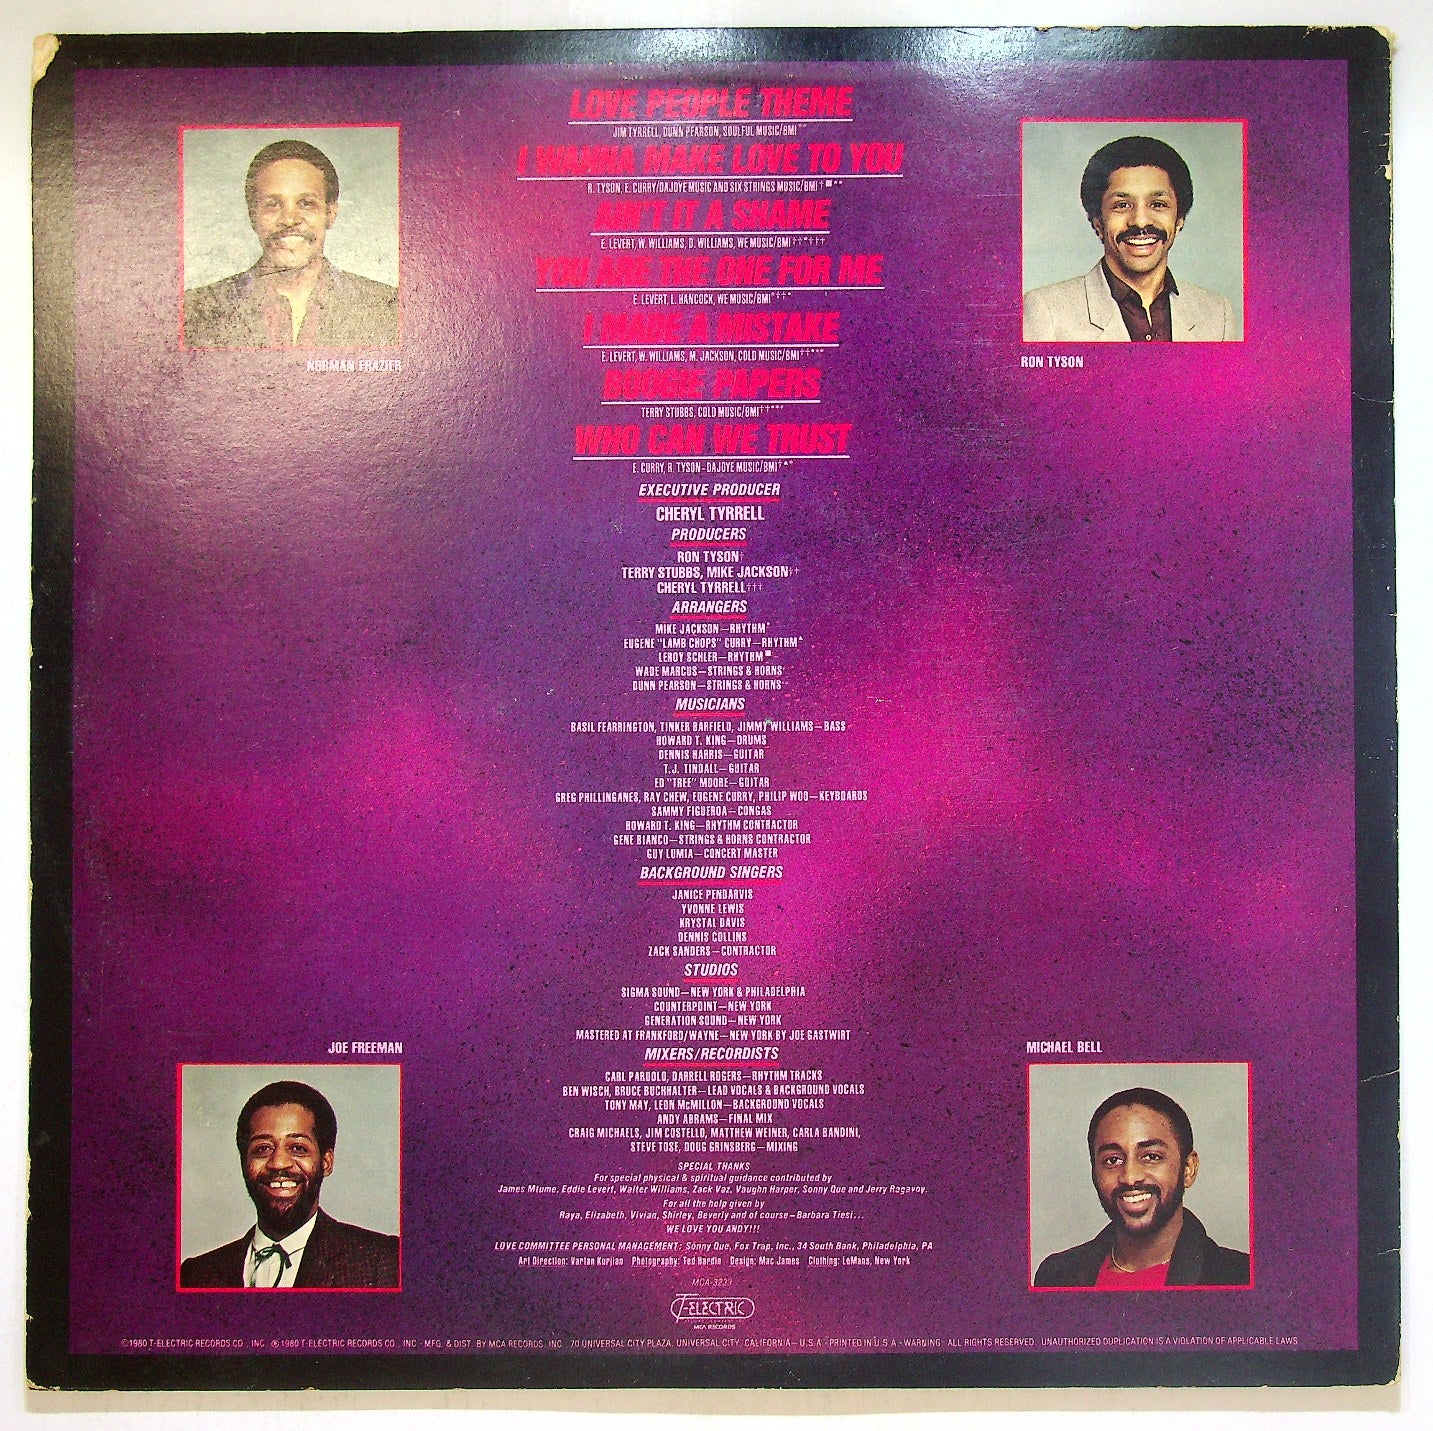 LOVE PEOPLE THEME
JIM TYRRELL, DUNN PEARSON, SOULFUL MUSIC/BMI
I WANNA MAKE LOVE TO YOU
R. TYSON, E. CURRY/DAJOYE MUSIC AND SIX STRINGS MUSIC/BMI†■**
AIN'T IT A SHAME
E. LEVERT, W. WILLIAMS, D. WILLIAMS, WE MUSIC/BMI
YOU ARE THE ONE FOR ME
E. LEVERT, L. HANCOCK, WE MUSIC/BMI
I MADE A MISTAKE
E. LEVERT, W. WILLIAMS, M. JACKSON, COLD MUSIC/BMI
BOOGIE PAPERS
TERRY STUBBS, COLD MUSIC/BMI
WHO CAN WE TRUST
E. CURRY, R. TYSON-DAJOYE MUSIC/BMI
NORMAN FRAZIER
RON TYSON
EXECUTIVE PRODUCER
CHERYL TYRRELL
PRODUCERS
RON TYSON†
TERRY STUBBS, MIKE JACKSON††
CHERYL TYRRELL†††
ARRANGERS
MIKE JACKSON—RHYTHM*
EUGENE "LAMB CHOPS" CURRY—RHYTHM▲
LEROY SCHLER—RHYTHM■
WADE MARCUS—STRINGS & HORNS
DUNN PEARSON—STRINGS & HORNS
MUSICIANS
BASIL FEARRINGTON, TINKER BARFIELD, JIMMY WILLIAMS—BASS
HOWARD T. KING—DRUMS
DENNIS HARRIS—GUITAR
T.J. TINDALL—GUITAR
ED "TREE" MOORE—GUITAR
GREG PHILLINGANES, RAY CHEW, EUGENE CURRY, PHILIP WOO—KEYBOARDS
SAMMY FIGUEROA—CONGAS
HOWARD T. KING—RHYTHM CONTRACTOR
GENE BIANCO—STRINGS & HORNS CONTRACTOR
GUY LUMIA—CONCERT MASTER
BACKGROUND SINGERS
JANICE PENDARVIS
YVONNE LEWIS
KRYSTAL DAVIS
DENNIS COLLINS
ZACK SANDERS—CONTRACTOR
STUDIOS
SIGMA SOUND—NEW YORK & PHILADELPHIA
COUNTERPOINT—NEW YORK
GENERATION SOUND—NEW YORK
MASTERED AT FRANKFORD/WAYNE—NEW YORK BY JOE GASTWIRT
JOE FREEMAN
MICHAEL BELL
MIXERS/RECORDISTS
CARL PARUOLO, DARRELL ROGERS—RHYTHM TRACKS
BEN WISCH, BRUCE BUCHHALTER—LEAD VOCALS & BACKGROUND VOCALS
TONY MAY, LEON McMILLON—BACKGROUND VOCALS
ANDY ABRAMS—FINAL MIX
CRAIG MICHAELS, JIM COSTELLO, MATTHEW WEINER, CARLA BANDINI,
STEVE TOSE, DOUG GRINSBERG—MIXING
SPECIAL THANKS
For special physical & spiritual guidance contributed by
James Mtume, Eddie Levert, Walter Williams, Zack Vaz, Vaughn Harper, Sonny Que and Jerry Ragavoy.
For all the help given by
Raya, Elizabeth, Vivian, Shirley, Beverly and of course—Barbara Tiesi...
WE LOVE YOU ANDY!!!
LOVE COMMITTEE PERSONAL MANAGEMENT: Sonny Que, Fox Trap, Inc., 34 South Bank, Philadelphia, PA
Art Direction: Vartan Kurjian Photography: Ted Hardin Design: Mac James Clothing: LeMans, New York
MCA-3233
T-ELECTRIC
MCA RECORDS
©1980 T-ELECTRIC RECORDS CO., INC. ℗1980 T-ELECTRIC RECORDS CO., INC - MFG. & DIST. BY MCA RECORDS, INC., 70 UNIVERSAL CITY PLAZA, UNIVERSAL CITY, CALIFORNIA—U.S.A - PRINTED IN U.S.A - WARNING: ALL RIGHTS RESERVED. UNAUTHORIZED DUPLICATION IS A VIOLATION OF APPLICABLE LAWS